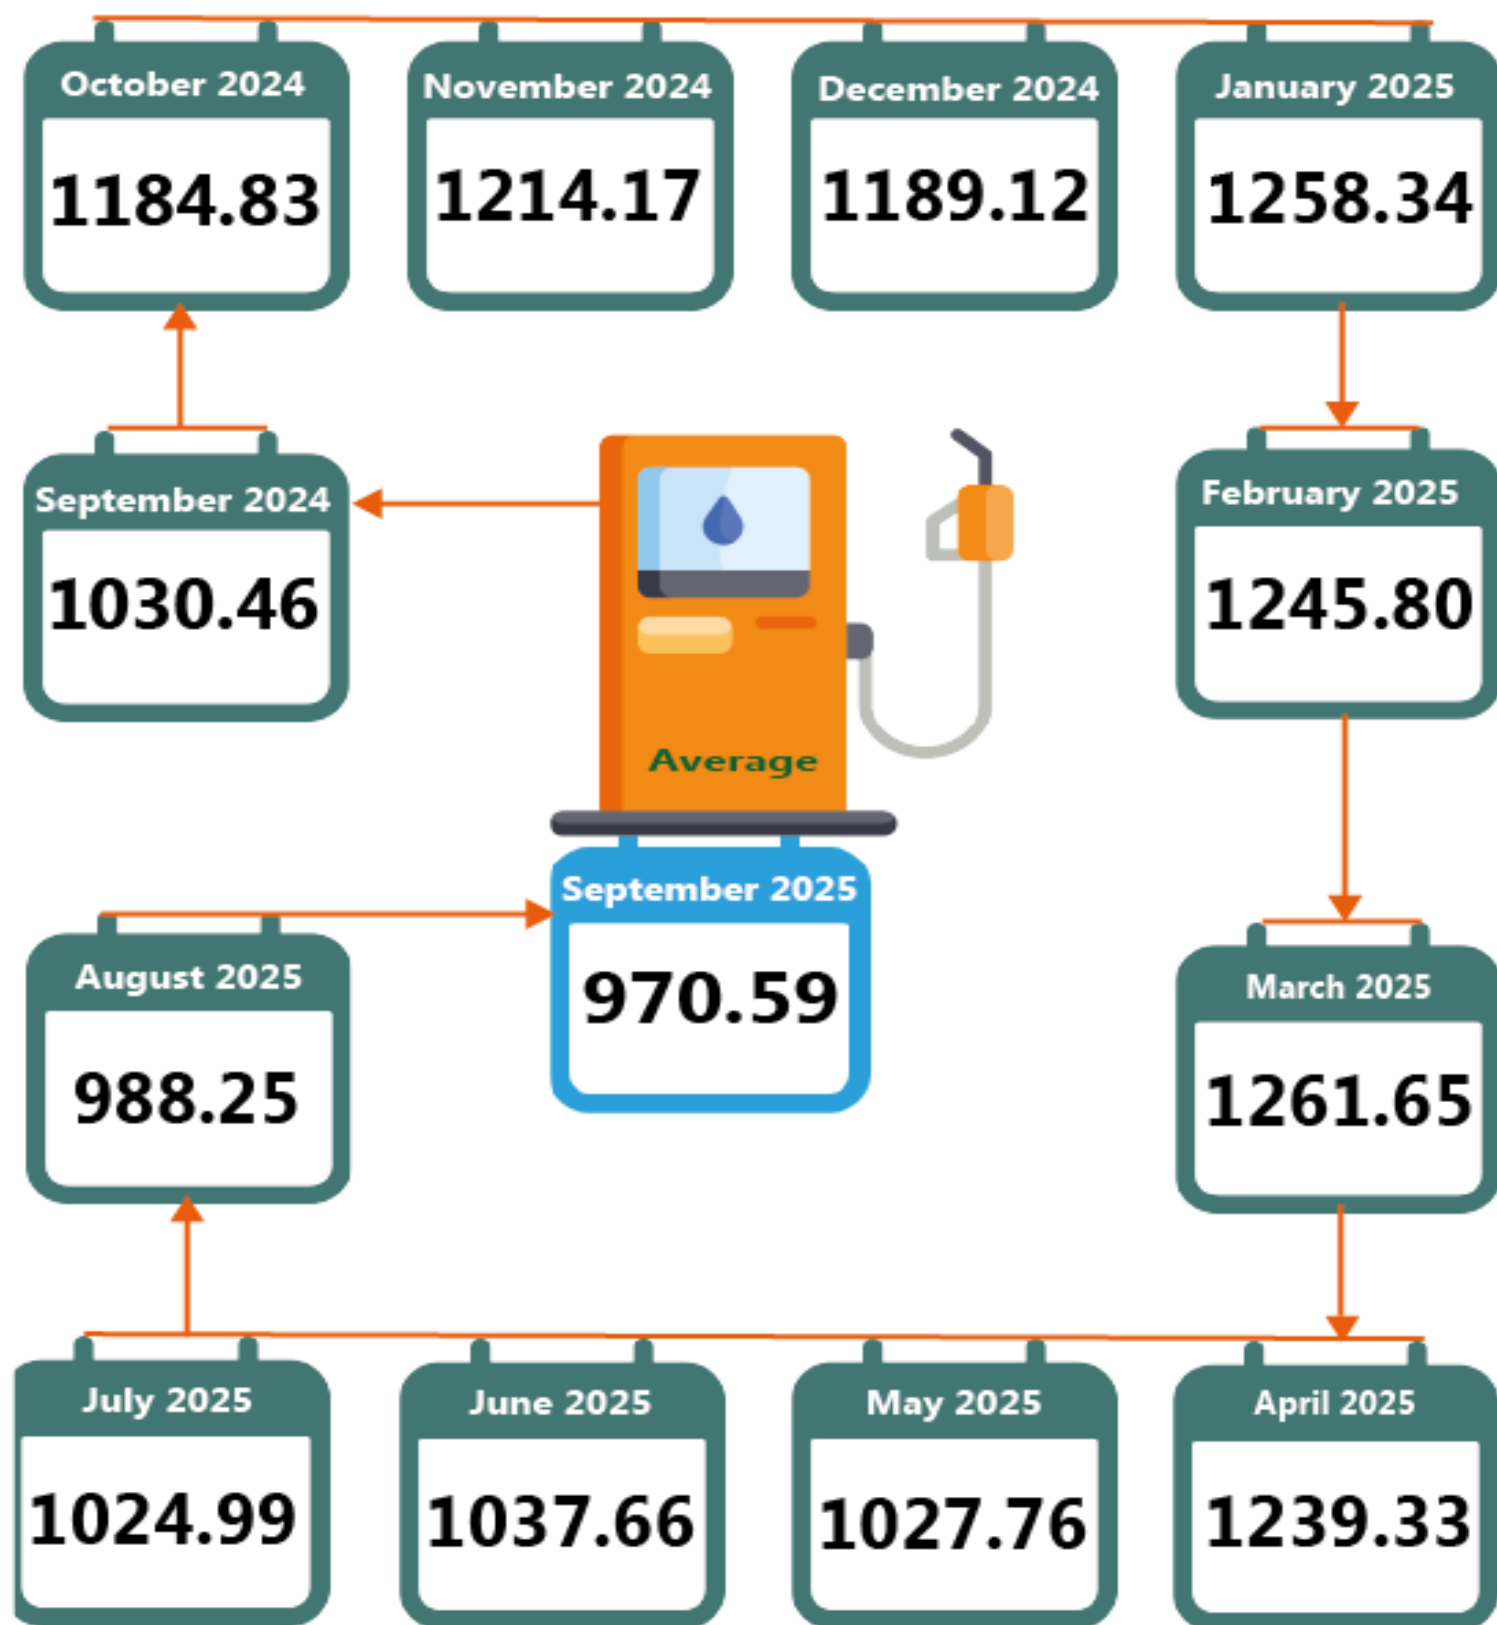 October 2024
1184.83
November 2024
1214.17
December 2024
1189.12
January 2025
1258.34
September 2024
1030.46
February 2025
1245.80
Average
September 2025
970.59
August 2025
988.25
March 2025
1261.65
July 2025
1024.99
June 2025
1037.66
May 2025
1027.76
April 2025
1239.33